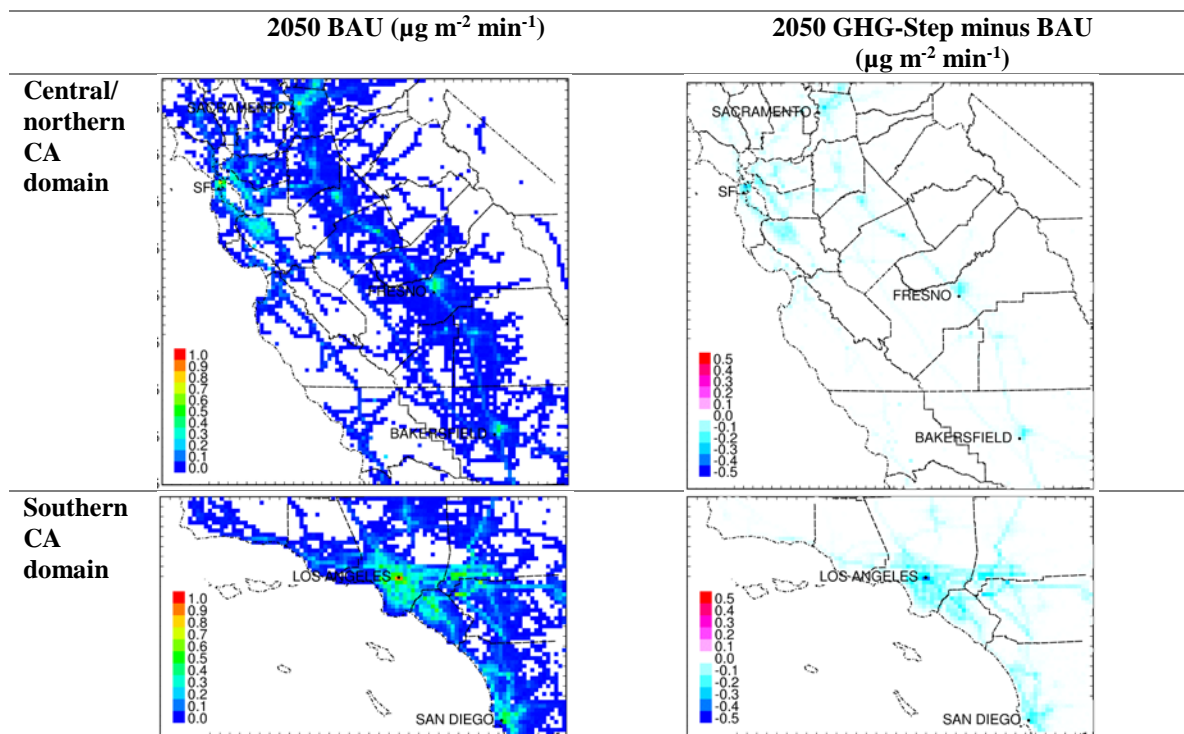 2050 BAU (µg m-2 min-1)
2050 GHG-Step minus BAU
(µg m-2 min-1)
Central/
northern
CA
domain
SACRAMENTO
SF
FRESNO
BAKERSFIELD
1.0
0.9
0.8
0.7
0.6
0.5
0.4
0.3
0.2
0.1
0.0
SACRAMENTO
SF
FRESNO
BAKERSFIELD
0.5
0.4
0.3
0.2
0.1
0.0
-0.1
-0.2
-0.3
-0.4
-0.5
Southern
CA
domain
LOS ANGELES
SAN DIEGO
1.0
0.9
0.8
0.7
0.6
0.5
0.4
0.3
0.2
0.1
0.0
LOS ANGELES
SAN DIEGO
0.5
0.4
0.3
0.2
0.1
0.0
-0.1
-0.2
-0.3
-0.4
-0.5